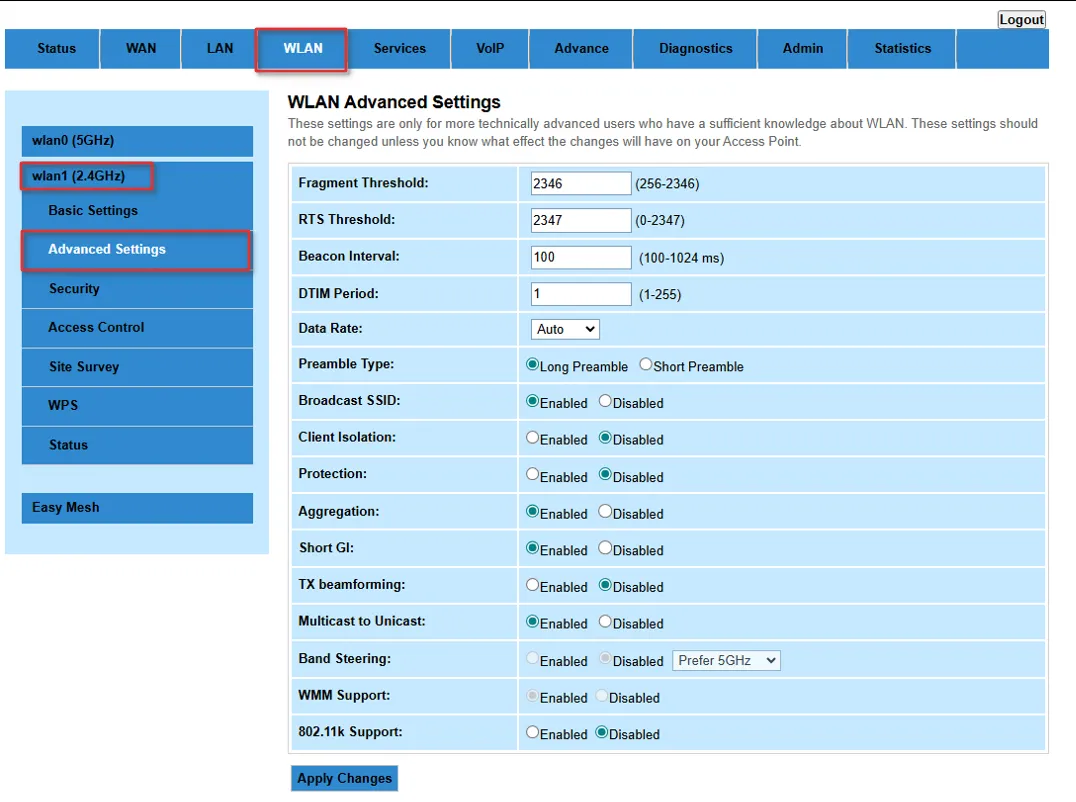 Logout
Status WAN LAN WLAN Services VoIP Advance Diagnostics Admin Statistics
wlan0 (5GHz)
wlan1 (2.4GHz)
Basic Settings
Advanced Settings
Security
Access Control
Site Survey
WPS
Status
Easy Mesh
WLAN Advanced Settings
These settings are only for more technically advanced users who have a sufficient knowledge about WLAN. These settings should
not be changed unless you know what effect the changes will have on your Access Point.
Fragment Threshold: 2346 (256-2346)
RTS Threshold: 2347 (0-2347)
Beacon Interval: 100 (100-1024 ms)
DTIM Period: 1 (1-255)
Data Rate: Auto
Preamble Type: Long Preamble Short Preamble
Broadcast SSID: Enabled Disabled
Client Isolation: Enabled Disabled
Protection: Enabled Disabled
Aggregation: Enabled Disabled
Short GI: Enabled Disabled
TX beamforming: Enabled Disabled
Multicast to Unicast: Enabled Disabled
Band Steering: Enabled Disabled Prefer 5GHz
WMM Support: Enabled Disabled
802.11k Support: Enabled Disabled
Apply Changes